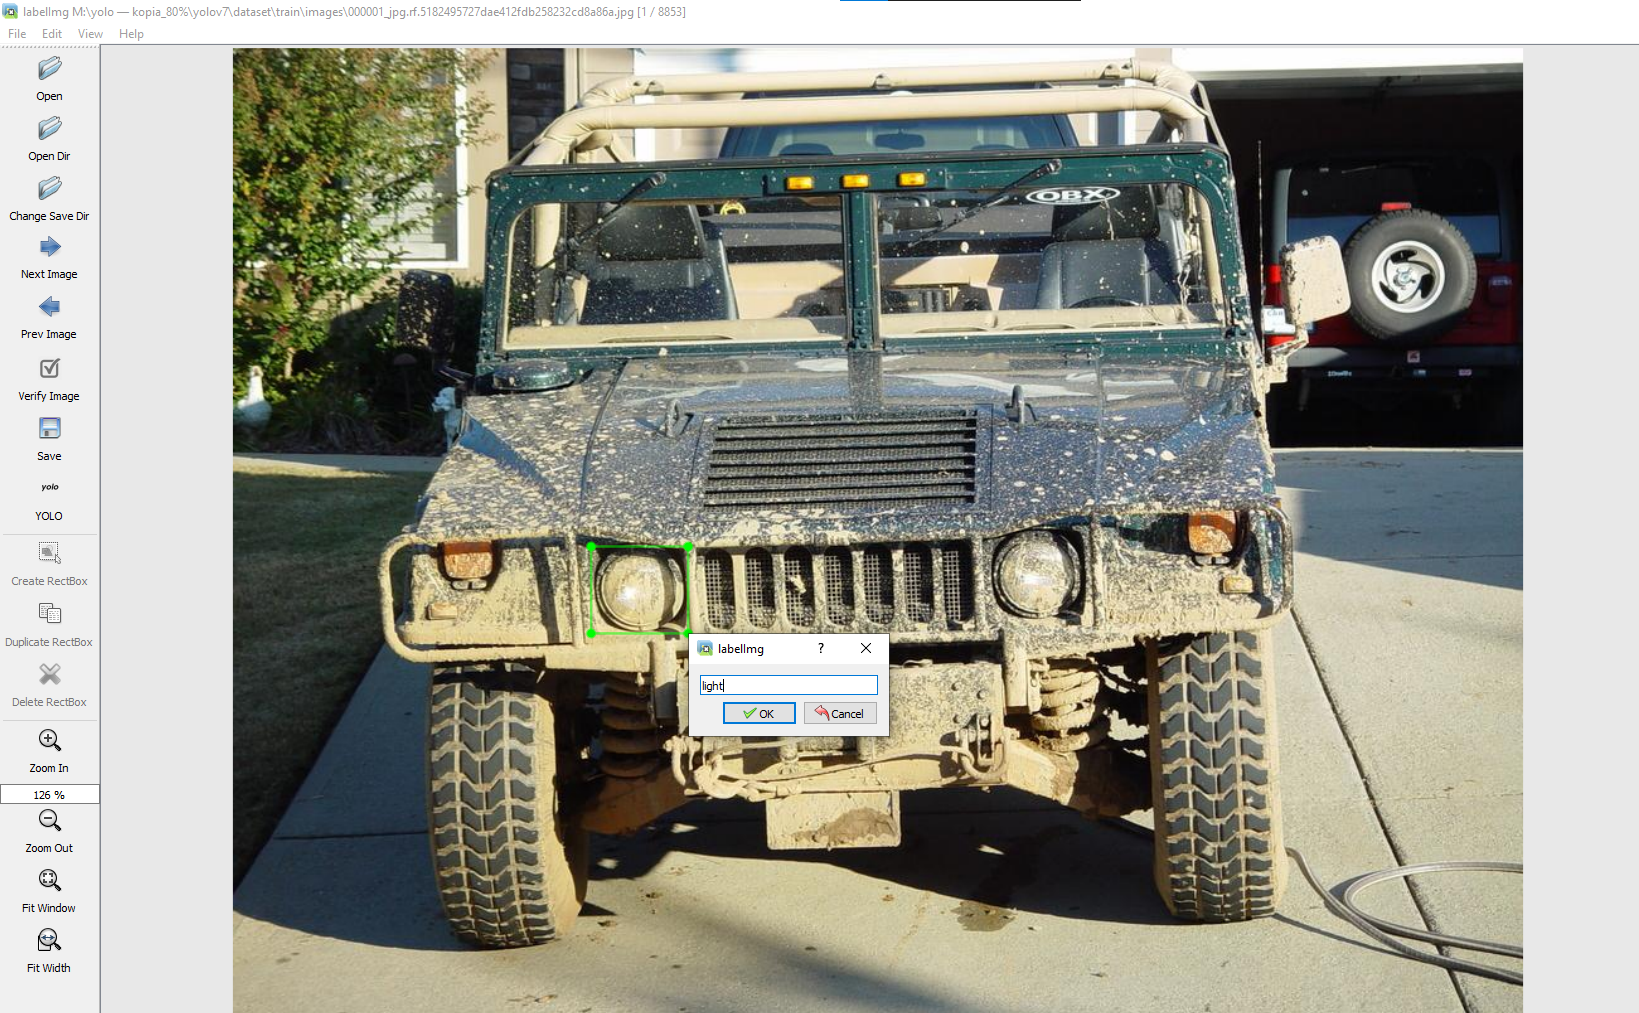 labelImg M:\yolo — kopia_80%\yolov7\dataset\train\images\000001_jpg.rf.5182495727dae412fdb258232cd8a86a.jpg [1 / 8853]
File Edit View Help
Open
Open Dir
Change Save Dir
Next Image
Prev Image
Verify Image
Save
yolo
YOLO
Create RectBox
Duplicate RectBox
Delete RectBox
Zoom In
126 %
Zoom Out
Fit Window
Fit Width
OBX
labelImg ?
light
OK Cancel